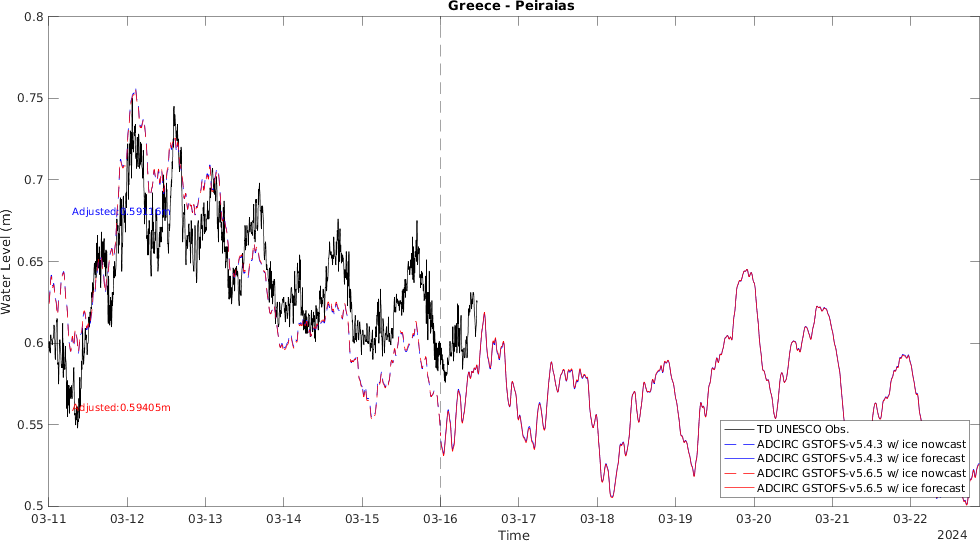 Greece - Peiraias
0.8
0.75
0.7
0.65
0.6
0.55
0.5
Water Level (m)
Adjusted:0.59116m
Adjusted:0.59405m
TD UNESCO Obs.
ADCIRC GSTOFS-v5.4.3 w/ ice nowcast
ADCIRC GSTOFS-v5.4.3 w/ ice forecast
ADCIRC GSTOFS-v5.6.5 w/ ice nowcast
ADCIRC GSTOFS-v5.6.5 w/ ice forecast
03-11 03-12 03-13 03-14 03-15 03-16 03-17 03-18 03-19 03-20 03-21 03-22
Time
2024